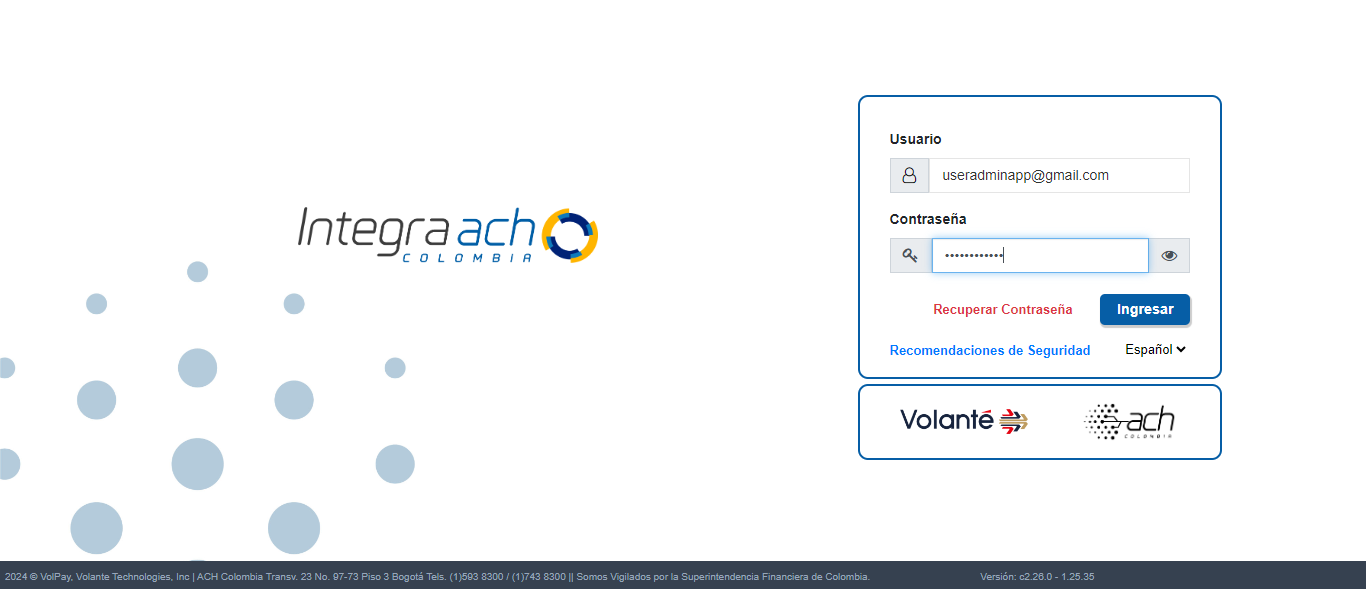 Usuario
useradminapp@gmail.com
Contraseña
••••••••••••
Integra ach
COLOMBIA
Recuperar Contraseña
Ingresar
Recomendaciones de Seguridad
Español
Volanté
ach
COLOMBIA
2024 © VolPay, Volante Technologies, Inc | ACH Colombia Transv. 23 No. 97-73 Piso 3 Bogotá Tels. (1)593 8300 / (1)743 8300 || Somos Vigilados por la Superintendencia Financiera de Colombia.
Versión: c2.26.0 - 1.25.35